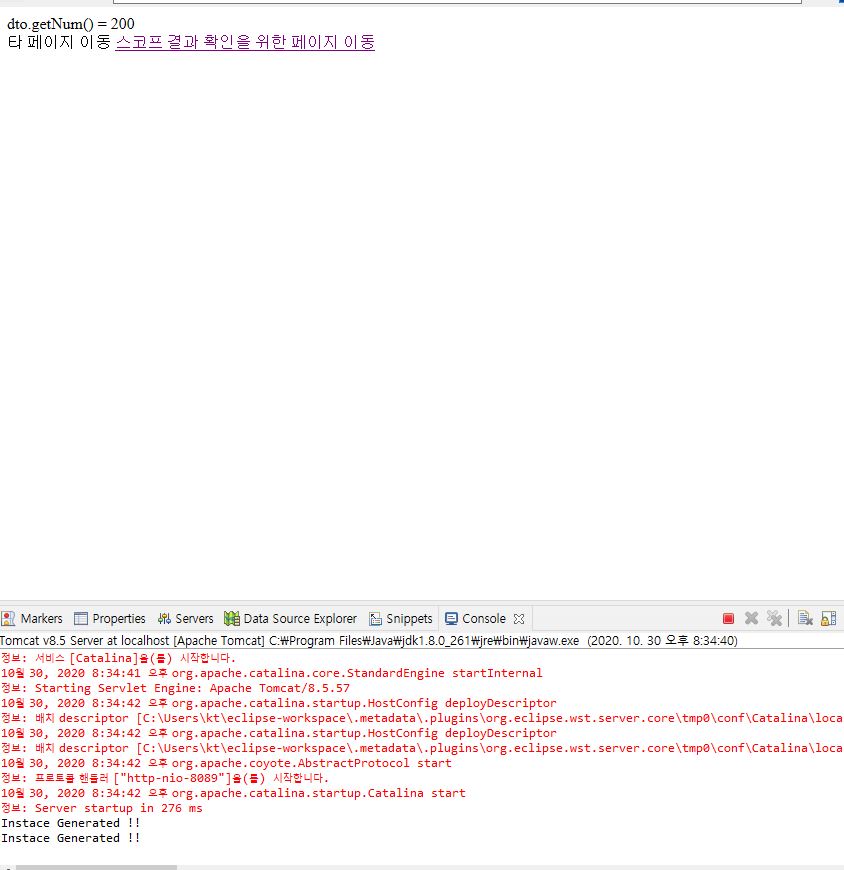 dto.getNum() = 200
타 페이지 이동 스코프 결과 확인을 위한 페이지 이동
Markers Properties Servers Data Source Explorer Snippets Console
Tomcat v8.5 Server at localhost [Apache Tomcat] C:₩Program Files₩Java₩jdk1.8.0_261₩jre₩bin₩javaw.exe (2020. 10. 30 오후 8:34:40)
정보: 서비스 [Catalina]을(를) 시작합니다.
10월 30, 2020 8:34:41 오후 org.apache.catalina.core.StandardEngine startInternal
정보: Starting Servlet Engine: Apache Tomcat/8.5.57
10월 30, 2020 8:34:42 오후 org.apache.catalina.startup.HostConfig deployDescriptor
정보: 배치 descriptor [C:\Users\kt\eclipse-workspace\.metadata\.plugins\org.eclipse.wst.server.core\tmp0\conf\Catalina\loca
10월 30, 2020 8:34:42 오후 org.apache.catalina.startup.HostConfig deployDescriptor
정보: 배치 descriptor [C:\Users\kt\eclipse-workspace\.metadata\.plugins\org.eclipse.wst.server.core\tmp0\conf\Catalina\loca
10월 30, 2020 8:34:42 오후 org.apache.coyote.AbstractProtocol start
정보: 프로토콜 핸들러 ["http-nio-8089"]을(를) 시작합니다.
10월 30, 2020 8:34:42 오후 org.apache.catalina.startup.Catalina start
정보: Server startup in 276 ms
Instace Generated !!
Instace Generated !!